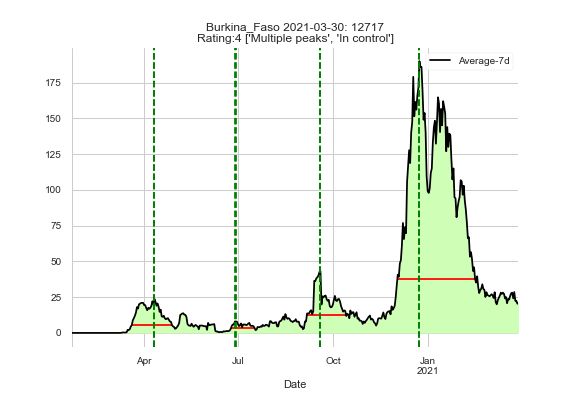 Burkina_Faso 2021-03-30: 12717
Rating:4 ['Multiple peaks', 'In control']
Average-7d
175
150
125
100
75
50
25
0
Apr
Jul
Oct
Jan
2021
Date